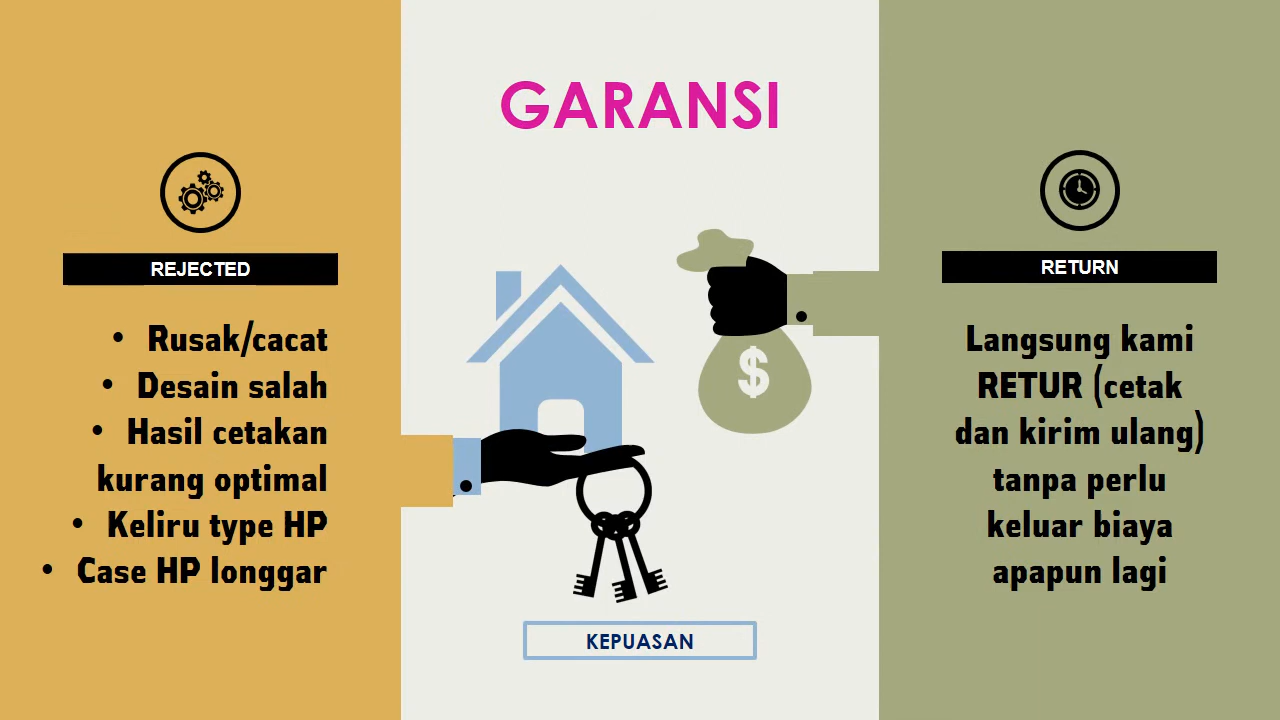 GARANSI
REJECTED
• Rusak/cacat
• Desain salah
• Hasil cetakan
kurang optimal
• Keliru type HP
• Case HP longgar
$
KEPUASAN
RETURN
Langsung kami
RETUR (cetak
dan kirim ulang)
tanpa perlu
keluar biaya
apapun lagi